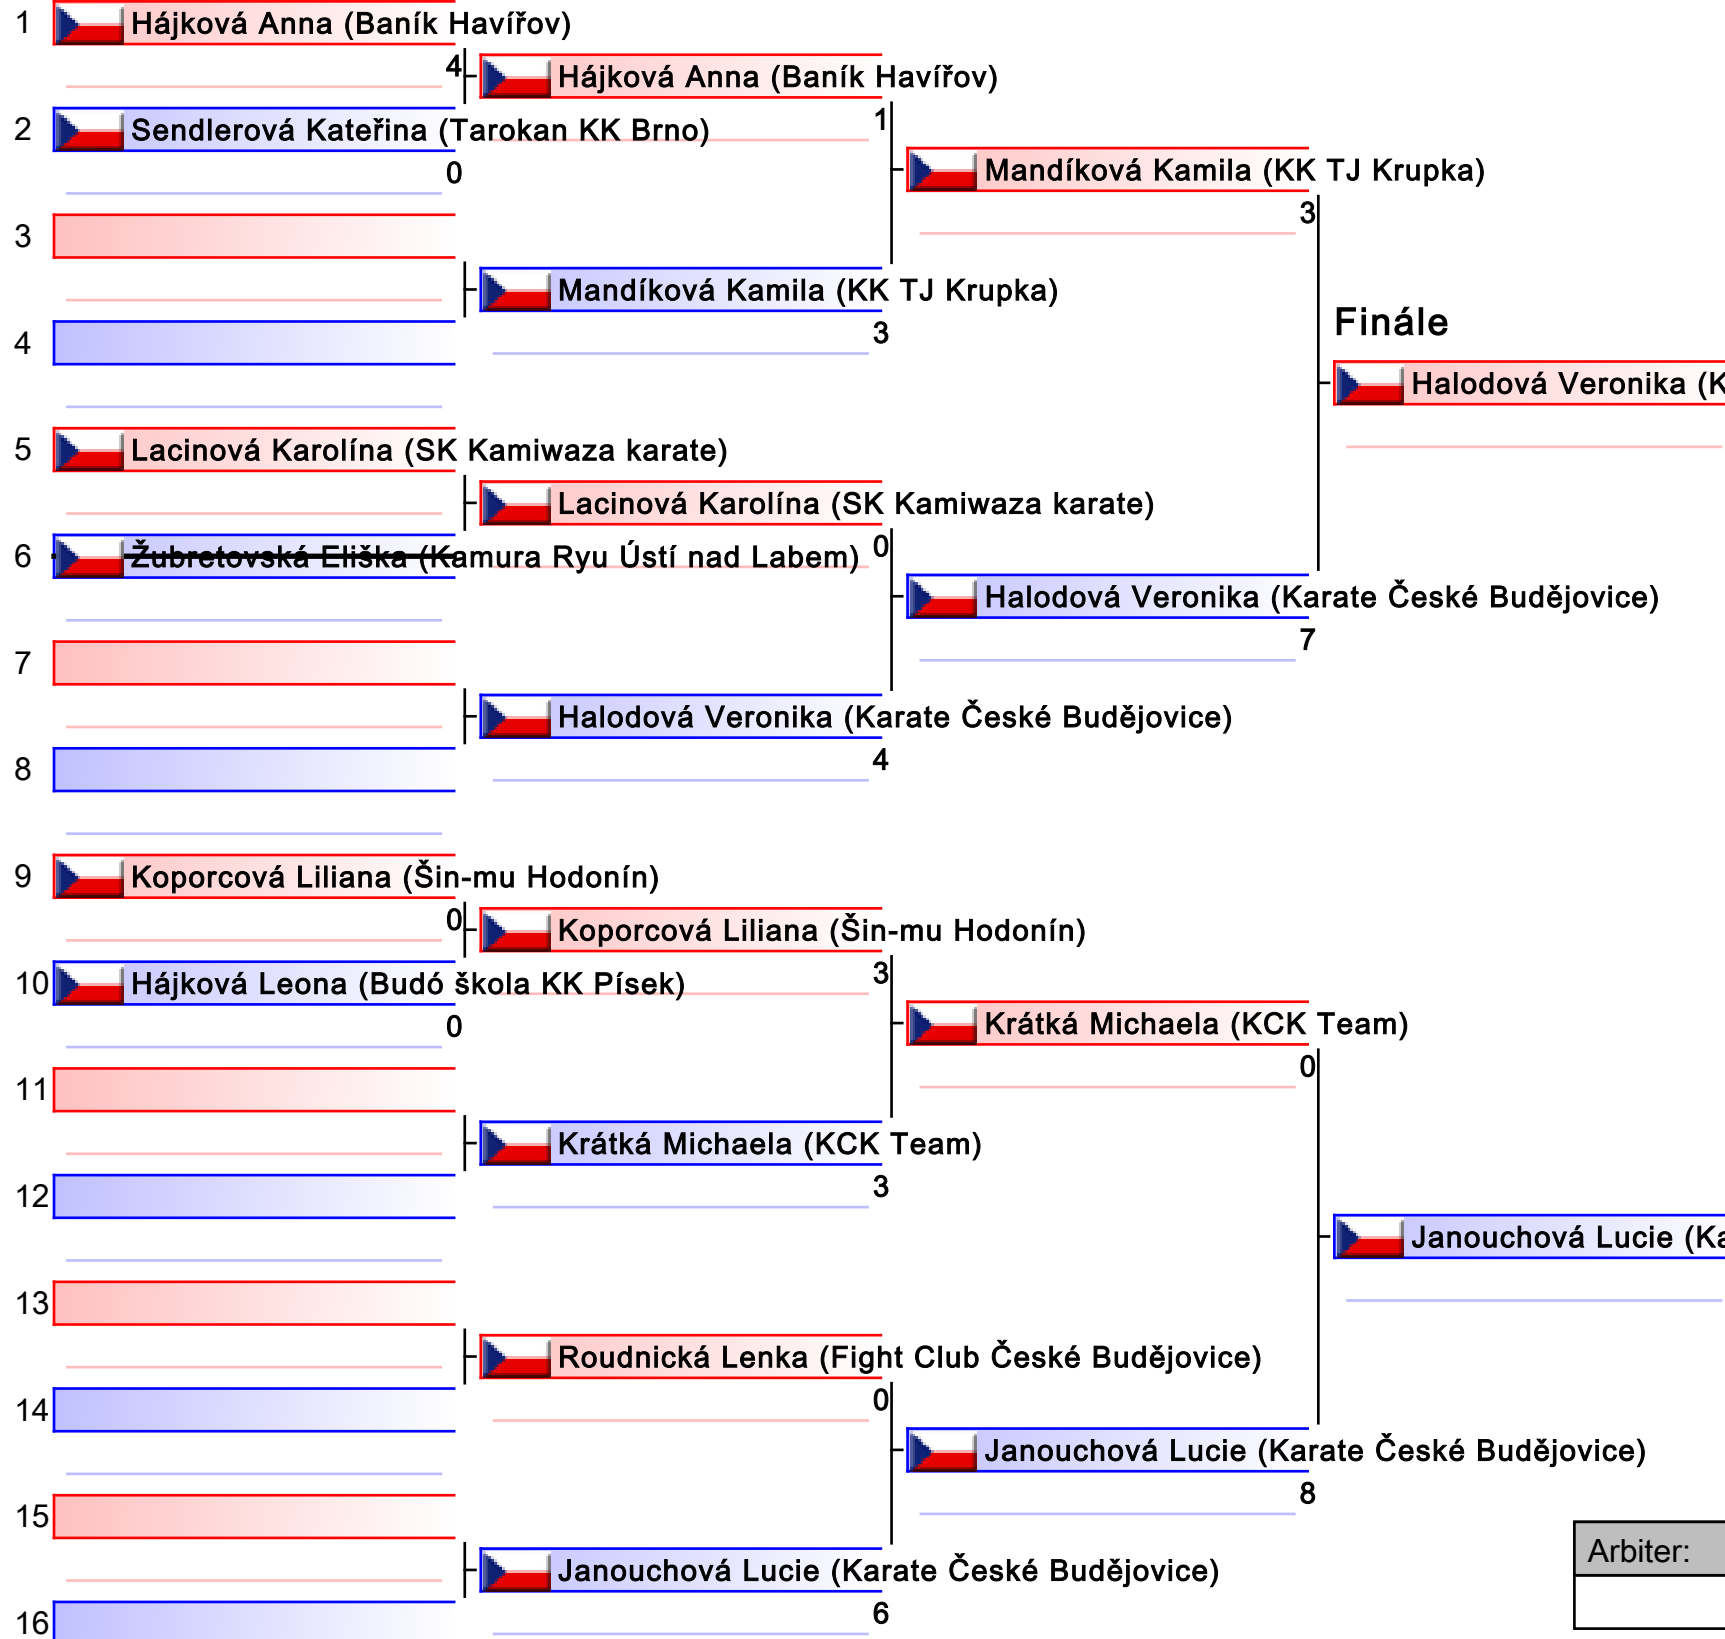 1 Hájková Anna (Baník Havířov)
4 Hájková Anna (Baník Havířov)
2 Sendlerová Kateřina (Tarokan KK Brno)
1
0
Mandíková Kamila (KK TJ Krupka)
3
3
Mandíková Kamila (KK TJ Krupka)
3
4
Finále
Halodová Veronika (K
5 Lacinová Karolína (SK Kamiwaza karate)
Lacinová Karolína (SK Kamiwaza karate)
6 Žubretovská Eliška (Kamura Ryu Ústí nad Labem)
0
Halodová Veronika (Karate České Budějovice)
7
7
Halodová Veronika (Karate České Budějovice)
4
8
9 Koporcová Liliana (Šin-mu Hodonín)
0 Koporcová Liliana (Šin-mu Hodonín)
10 Hájková Leona (Budó škola KK Písek)
3
0
Krátká Michaela (KCK Team)
0
11
Krátká Michaela (KCK Team)
3
12
Janouchová Lucie (Ka
13
Roudnická Lenka (Fight Club České Budějovice)
0
14
Janouchová Lucie (Karate České Budějovice)
8
15
Arbiter:
Janouchová Lucie (Karate České Budějovice)
6
16